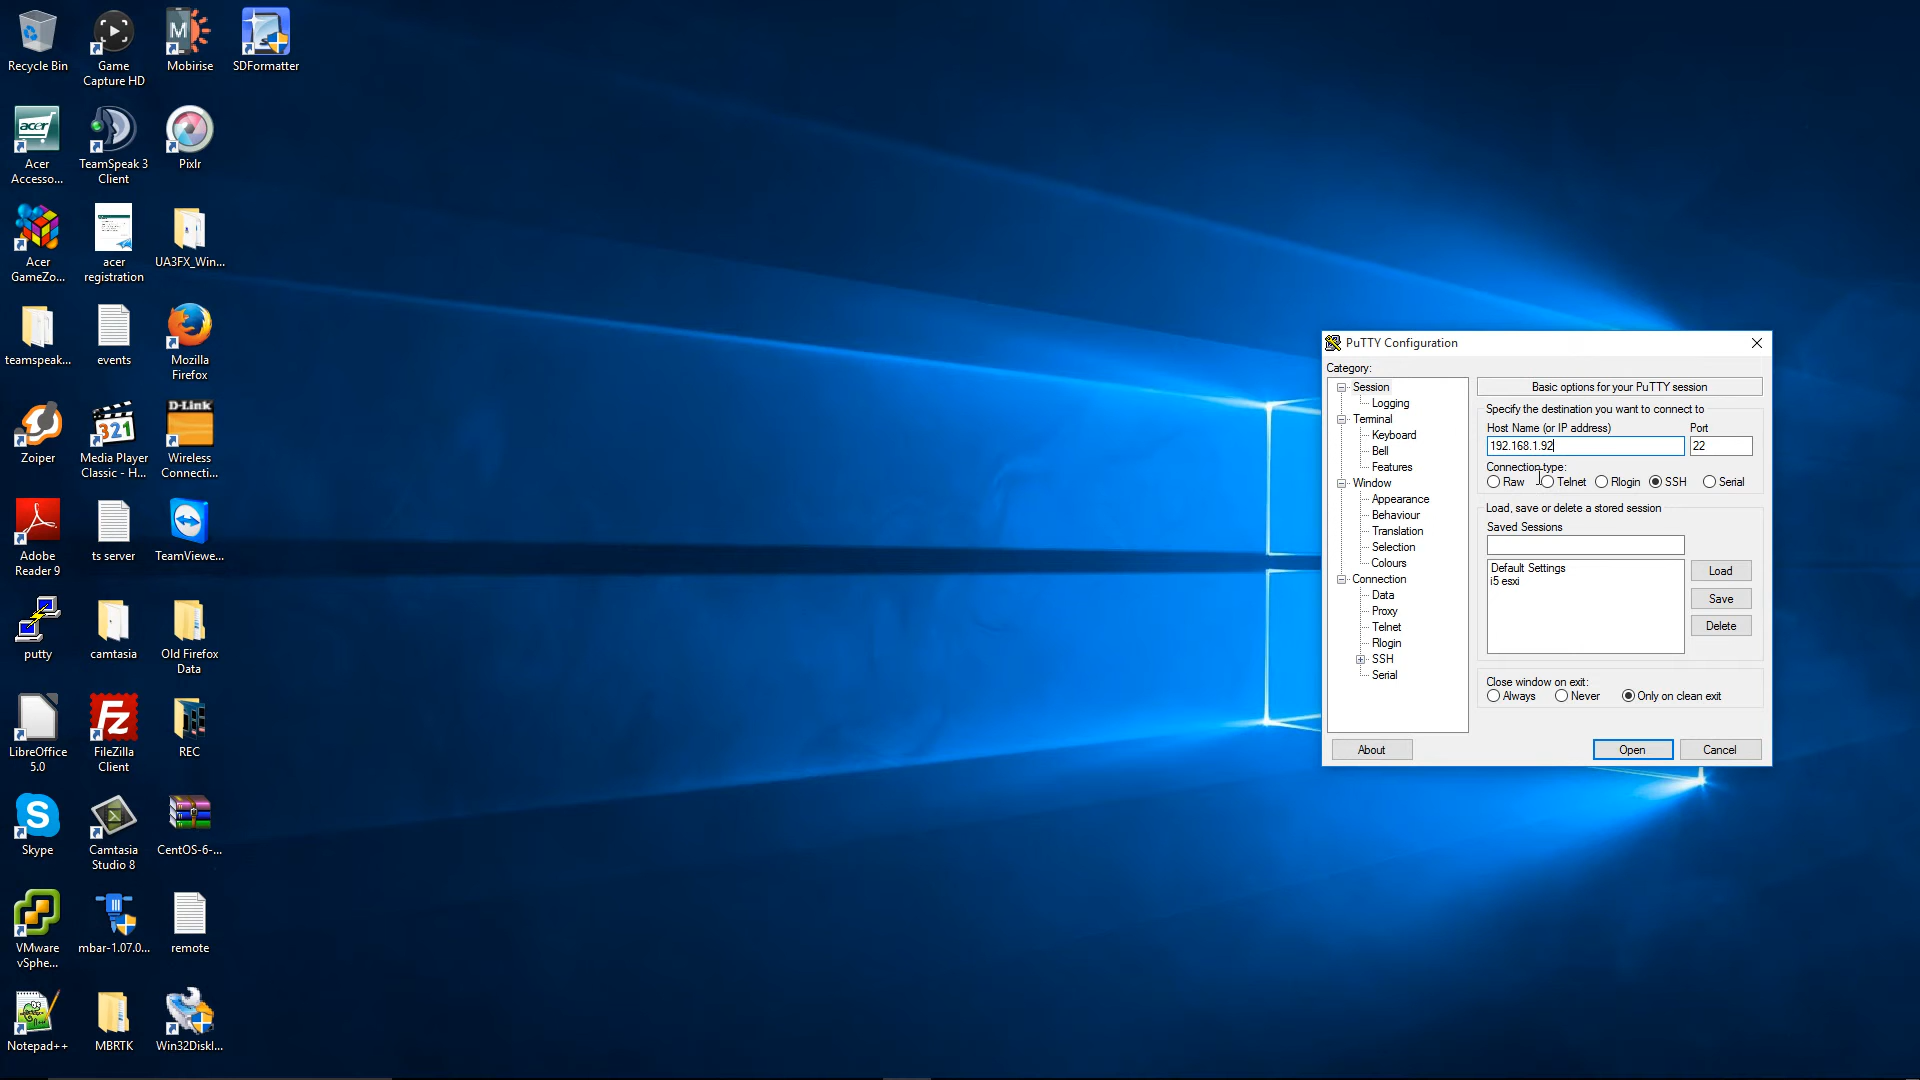 Recycle Bin
Game
Capture HD
Mobirise
SDFormatter
acer
Acer
Accesso...
TeamSpeak 3
Client
Pixlr
Acer
GameZo...
acer
registration
UA3FX_Win...
teamspeak...
events
Mozilla
Firefox
Zoiper
321
Media Player
Classic - H...
D-Link
Wireless
Connecti...
Adobe
Reader 9
ts server
TeamViewe...
putty
camtasia
Old Firefox
Data
LibreOffice
5.0
Fz
FileZilla
Client
REC
Skype
Camtasia
Studio 8
CentOS-6-...
VMware
vSphe...
mbar-1.07.0...
remote
Notepad++
MBRTK
Win32DiskI...
PuTTY Configuration
Category:
Session
Logging
Terminal
Keyboard
Bell
Features
Window
Appearance
Behaviour
Translation
Selection
Colours
Connection
Data
Proxy
Telnet
Rlogin
SSH
Serial
Basic options for your PuTTY session
Specify the destination you want to connect to
Host Name (or IP address) Port
192.168.1.92 22
Connection type:
Raw Telnet Rlogin SSH Serial
Load, save or delete a stored session
Saved Sessions
Default Settings
i5 esxi
Load
Save
Delete
Close window on exit:
Always Never Only on clean exit
About Open Cancel